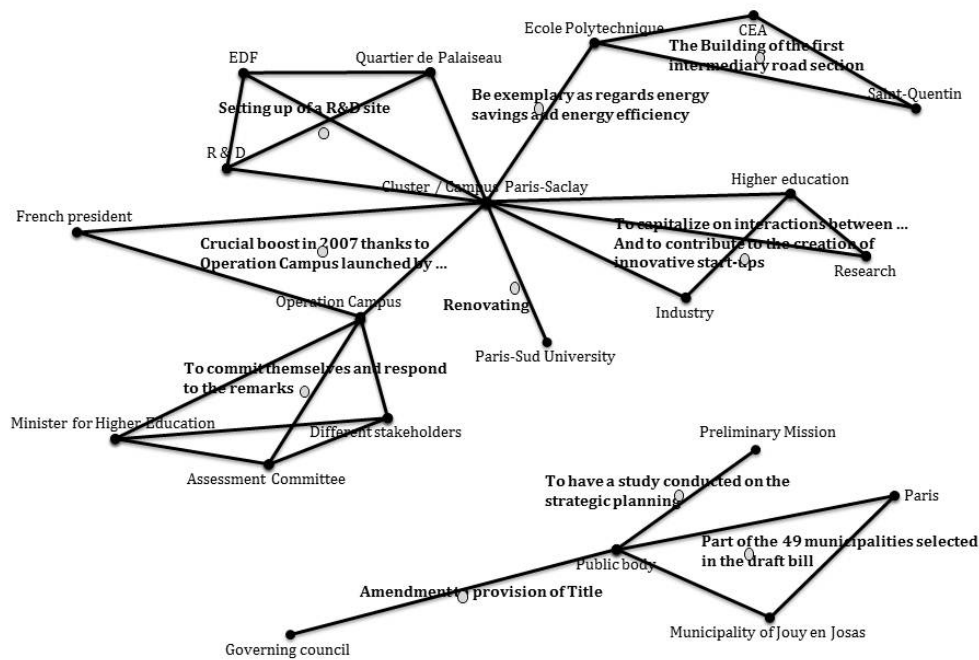 Ecole Polytechnique
CEA
The Building of the first
intermediary road section
EDF
Quartier de Palaiseau
Saint-Quentin
Be exemplary as regards energy
savings and energy efficiency
Setting up of a R&D site
R & D
Cluster / Campus Paris-Saclay
Higher education
French president
To capitalize on interactions between ...
And to contribute to the creation of
innovative start-ups
Crucial boost in 2007 thanks to
Operation Campus launched by ...
Research
Operation Campus
Renovating
Industry
Paris-Sud University
To commit themselves and respond
to the remarks
Minister for Higher Education
Different stakeholders
Assessment Committee
Preliminary Mission
To have a study conducted on the
strategic planning
Paris
Part of the 49 municipalities selected
in the draft bill
Public body
Amendment to provision of Title
Municipality of Jouy en Josas
Governing council